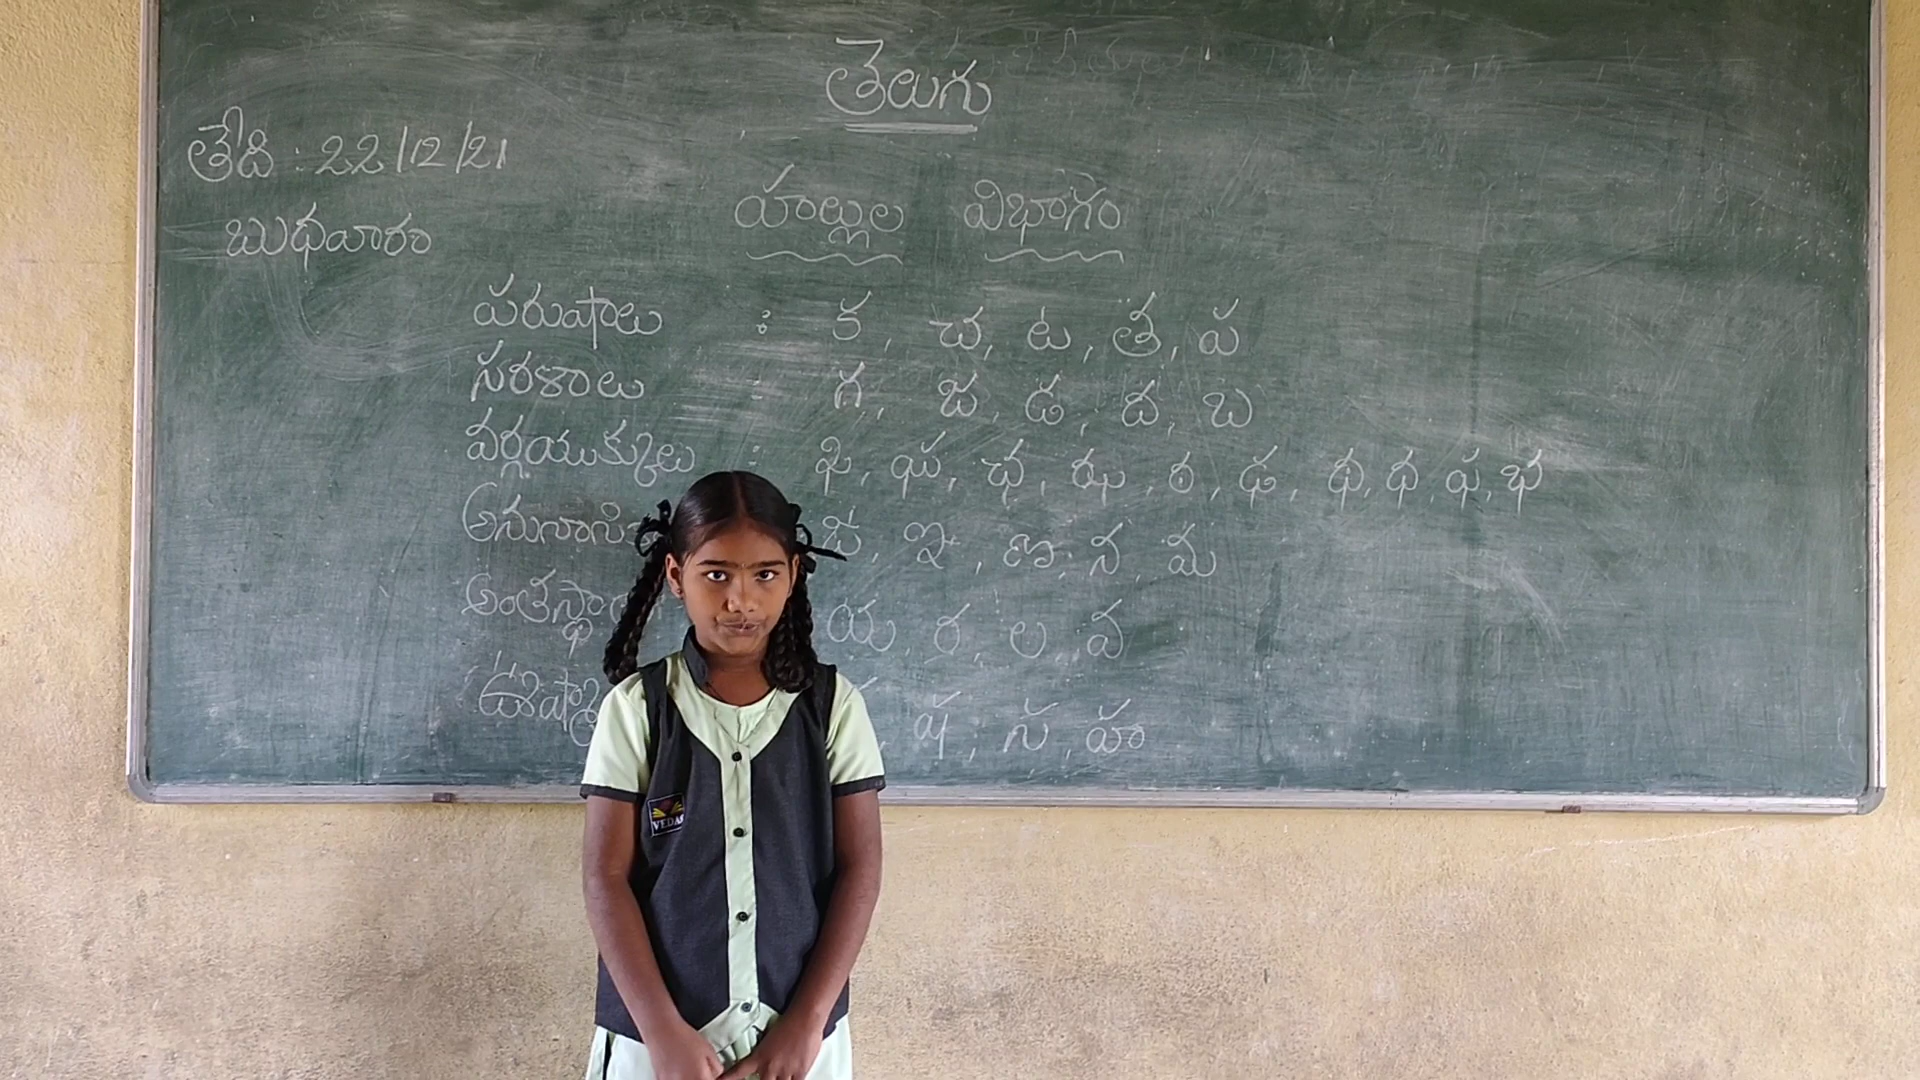 తెలుగు
తేది : 22/12/21
బుధవారం
హల్లుల విభాగం
పరుషాలు : క, చ, ట, త, ప
సరళాలు : గ, జ, డ, ద, బ
వర్గయుక్కులు : ఖ, ఘ, ఛ, ఝ, ఠ, ఢ, థ, ధ, ఫ, భ
ఞ, ణ, న, మ
య, ర, ల, వ
ష, స, హ
VEDAS